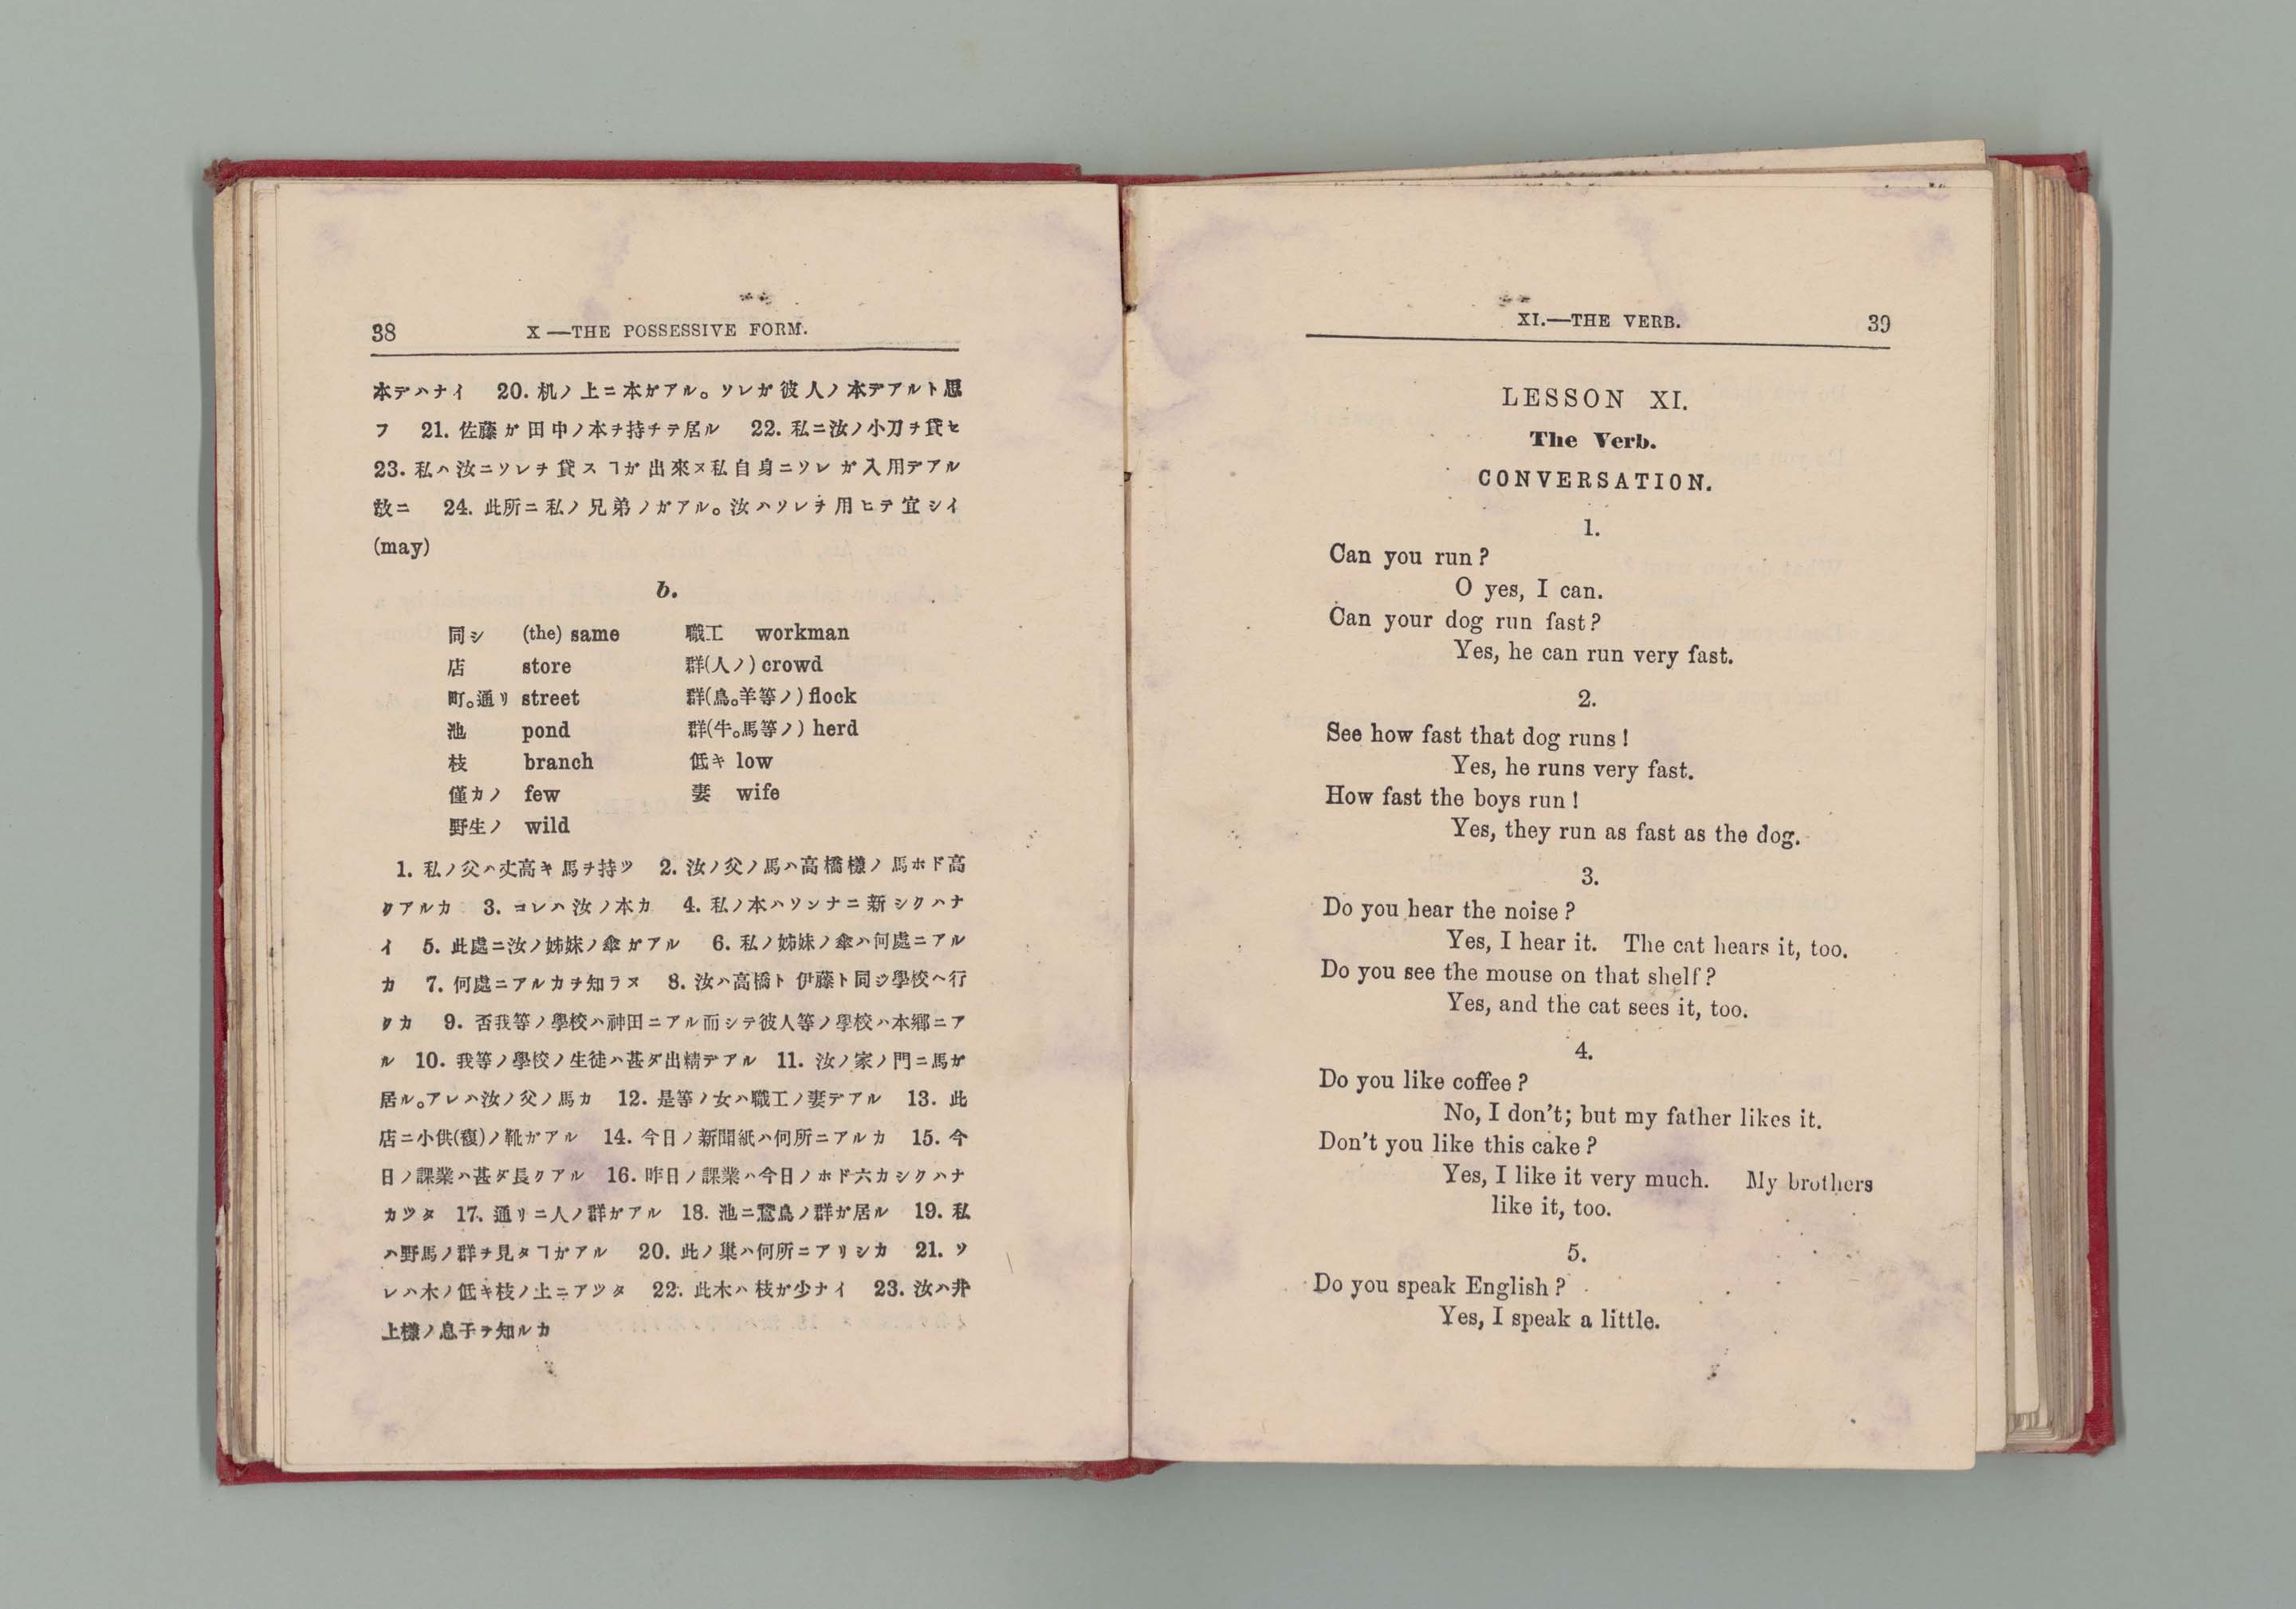 38 X —THE POSSESSIVE FORM.
本デハナイ 20. 机ノ上ニ本ガアル。ソレガ彼人ノ本デアルト思
フ 21. 佐藤ガ田中ノ本ヲ持チテ居ル 22. 私ニ汝ノ小刀ヲ貸セ
23. 私ハ汝ニソレヲ貸スヿガ出來ヌ私自身ニソレガ入用デアル
故ニ 24. 此所ニ私ノ兄弟ノガアル。汝ハソレヲ用ヒテ宜シイ
(may)
b.
同シ (the) same 職工 workman
店 store 群(人ノ) crowd
町。通リ street 群(鳥。羊等ノ) flock
池 pond 群(牛。馬等ノ) herd
枝 branch 低キ low
僅カノ few 妻 wife
野生ノ wild
1. 私ノ父ハ丈高キ馬ヲ持ツ 2. 汝ノ父ノ馬ハ高橋樣ノ馬ホド高
クアルカ 3. コレハ汝ノ本カ 4. 私ノ本ハソンナニ新シクハナ
イ 5. 此處ニ汝ノ姊妹ノ傘ガアル 6. 私ノ姊妹ノ傘ハ何處ニアル
カ 7. 何處ニアルカヲ知ラヌ 8. 汝ハ高橋ト伊藤ト同ジ學校ヘ行
クカ 9. 否我等ノ學校ハ神田ニアル而シテ彼人等ノ學校ハ本鄕ニア
ル 10. 我等ノ學校ノ生徒ハ甚ダ出精デアル 11. 汝ノ家ノ門ニ馬ガ
居ル。アレハ汝ノ父ノ馬カ 12. 是等ノ女ハ職工ノ妻デアル 13. 此
店ニ小供(複)ノ靴ガアル 14. 今日ノ新聞紙ハ何所ニアルカ 15. 今
日ノ課業ハ甚ダ長クアル 16. 昨日ノ課業ハ今日ノホド六カシクハナ
カツタ 17. 通リニ人ノ群ガアル 18. 池ニ鵞鳥ノ群ガ居ル 19. 私
ハ野馬ノ群ヲ見タヿガアル 20. 此ノ巢ハ何所ニアリシカ 21. ソ
レハ木ノ低キ枝ノ上ニアツタ 22. 此木ハ枝ガ少ナイ 23. 汝ハ井
上樣ノ息子ヲ知ルカ
XI.—THE VERB. 39
LESSON XI.
The Verb.
CONVERSATION.
1.
Can you run?
O yes, I can.
Can your dog run fast?
Yes, he can run very fast.
2.
See how fast that dog runs!
Yes, he runs very fast.
How fast the boys run!
Yes, they run as fast as the dog.
3.
Do you hear the noise?
Yes, I hear it. The cat hears it, too.
Do you see the mouse on that shelf?
Yes, and the cat sees it, too.
4.
Do you like coffee?
No, I don't; but my father likes it.
Don't you like this cake?
Yes, I like it very much. My brothers
like it, too.
5.
Do you speak English?
Yes, I speak a little.